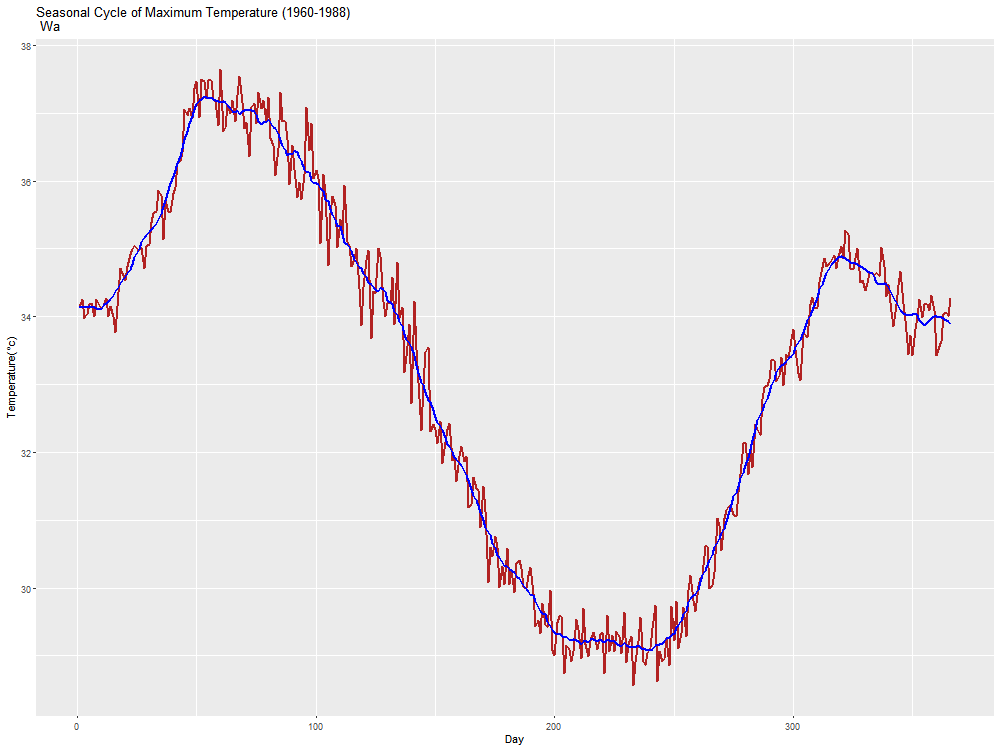 Seasonal Cycle of Maximum Temperature (1960-1988)
Wa
38
36
34
32
30
Temperature(°c)
0 100 200 300
Day